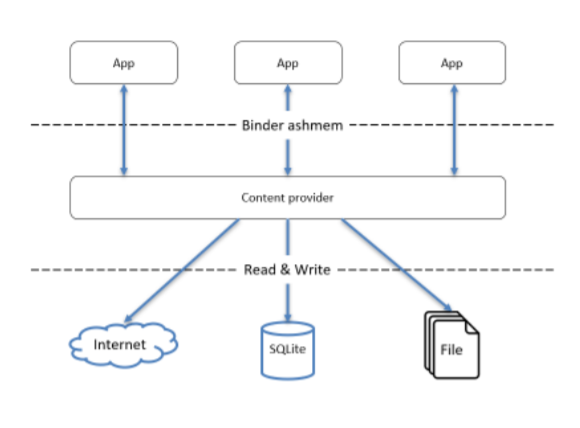 App
App
App
Binder ashmem
Content provider
Read & Write
Internet
SQLite
File